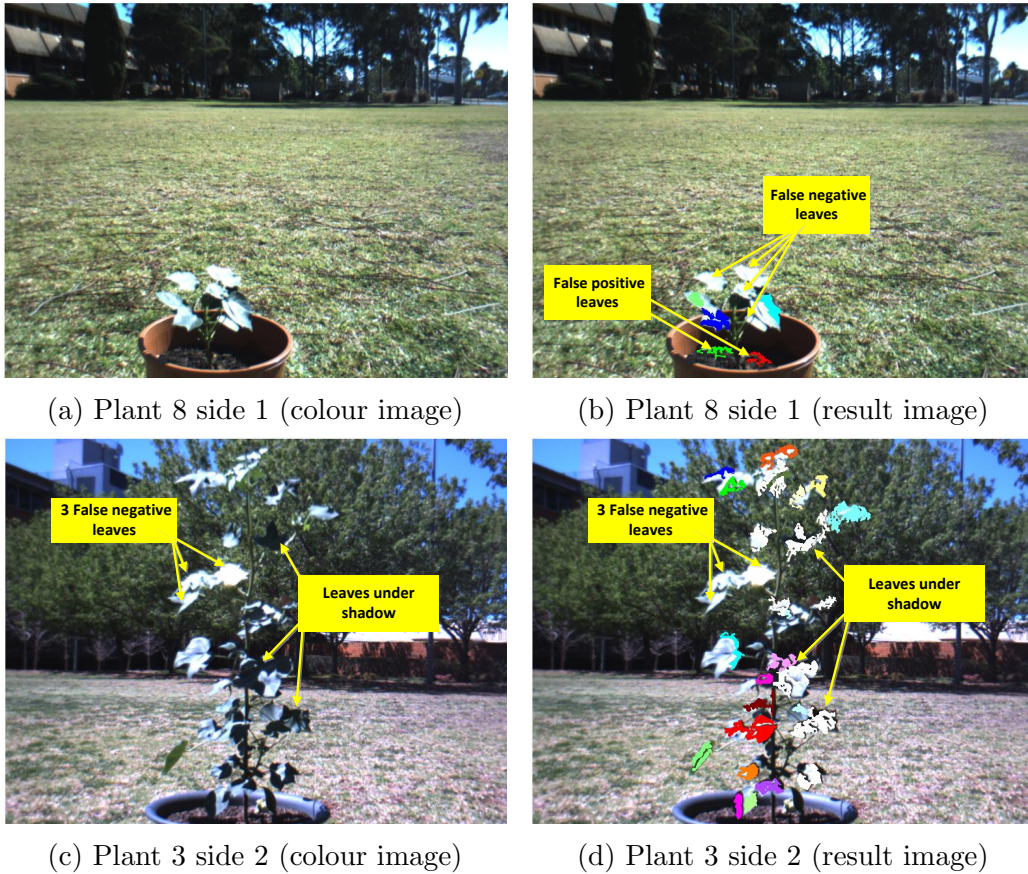 False negative
leaves
False positive
leaves
(a) Plant 8 side 1 (colour image)
(b) Plant 8 side 1 (result image)
3 False negative
leaves
Leaves under
shadow
3 False negative
leaves
Leaves under
shadow
(c) Plant 3 side 2 (colour image)
(d) Plant 3 side 2 (result image)